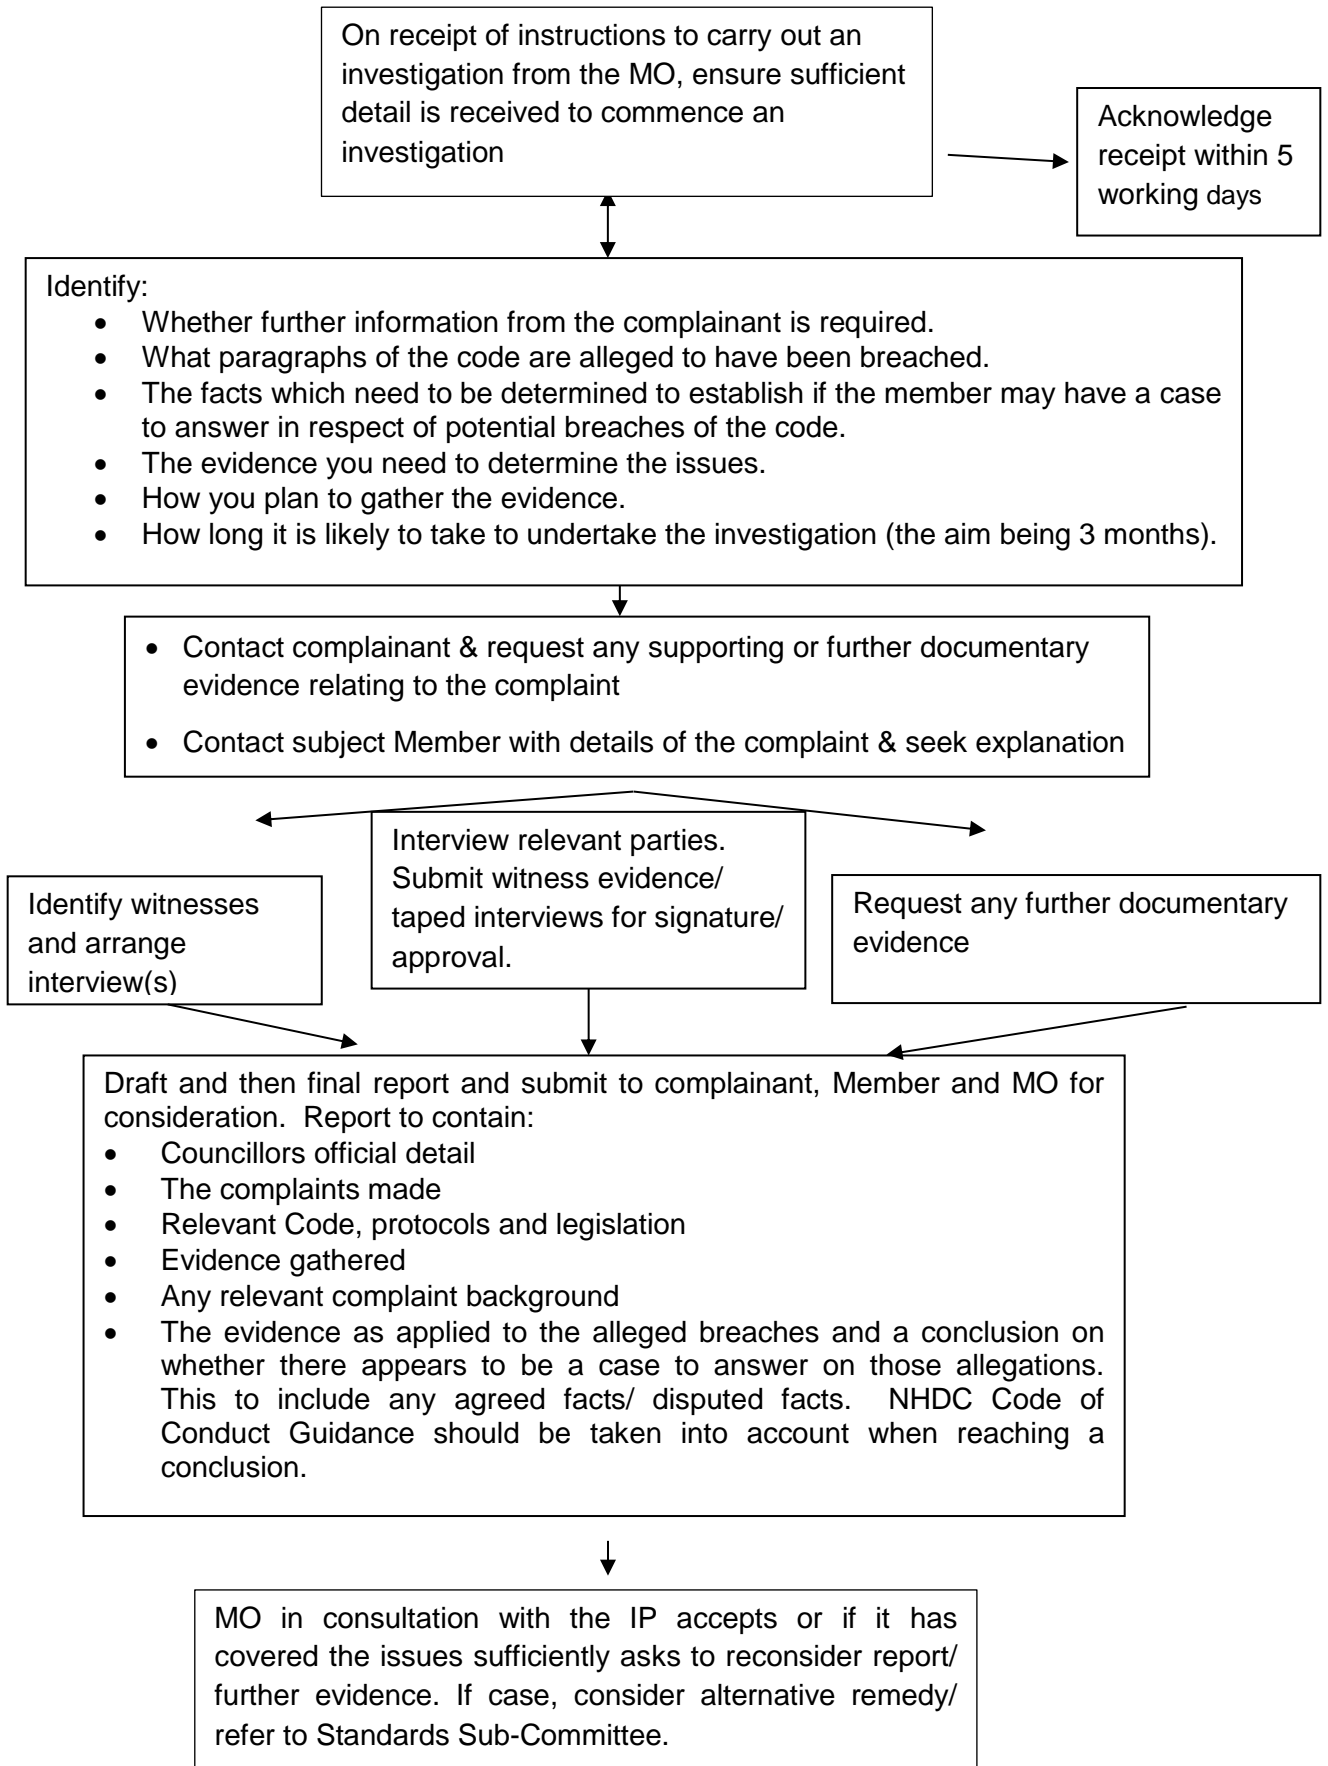 On receipt of instructions to carry out an
investigation from the MO, ensure sufficient
detail is received to commence an
investigation
Acknowledge
receipt within 5
working days
Identify:
• Whether further information from the complainant is required.
• What paragraphs of the code are alleged to have been breached.
• The facts which need to be determined to establish if the member may have a case
to answer in respect of potential breaches of the code.
• The evidence you need to determine the issues.
• How you plan to gather the evidence.
• How long it is likely to take to undertake the investigation (the aim being 3 months).
• Contact complainant & request any supporting or further documentary
evidence relating to the complaint
• Contact subject Member with details of the complaint & seek explanation
Identify witnesses
and arrange
interview(s)
Interview relevant parties.
Submit witness evidence/
taped interviews for signature/
approval.
Request any further documentary
evidence
Draft and then final report and submit to complainant, Member and MO for
consideration. Report to contain:
• Councillors official detail
• The complaints made
• Relevant Code, protocols and legislation
• Evidence gathered
• Any relevant complaint background
• The evidence as applied to the alleged breaches and a conclusion on
whether there appears to be a case to answer on those allegations.
This to include any agreed facts/ disputed facts. NHDC Code of
Conduct Guidance should be taken into account when reaching a
conclusion.
MO in consultation with the IP accepts or if it has
covered the issues sufficiently asks to reconsider report/
further evidence. If case, consider alternative remedy/
refer to Standards Sub-Committee.